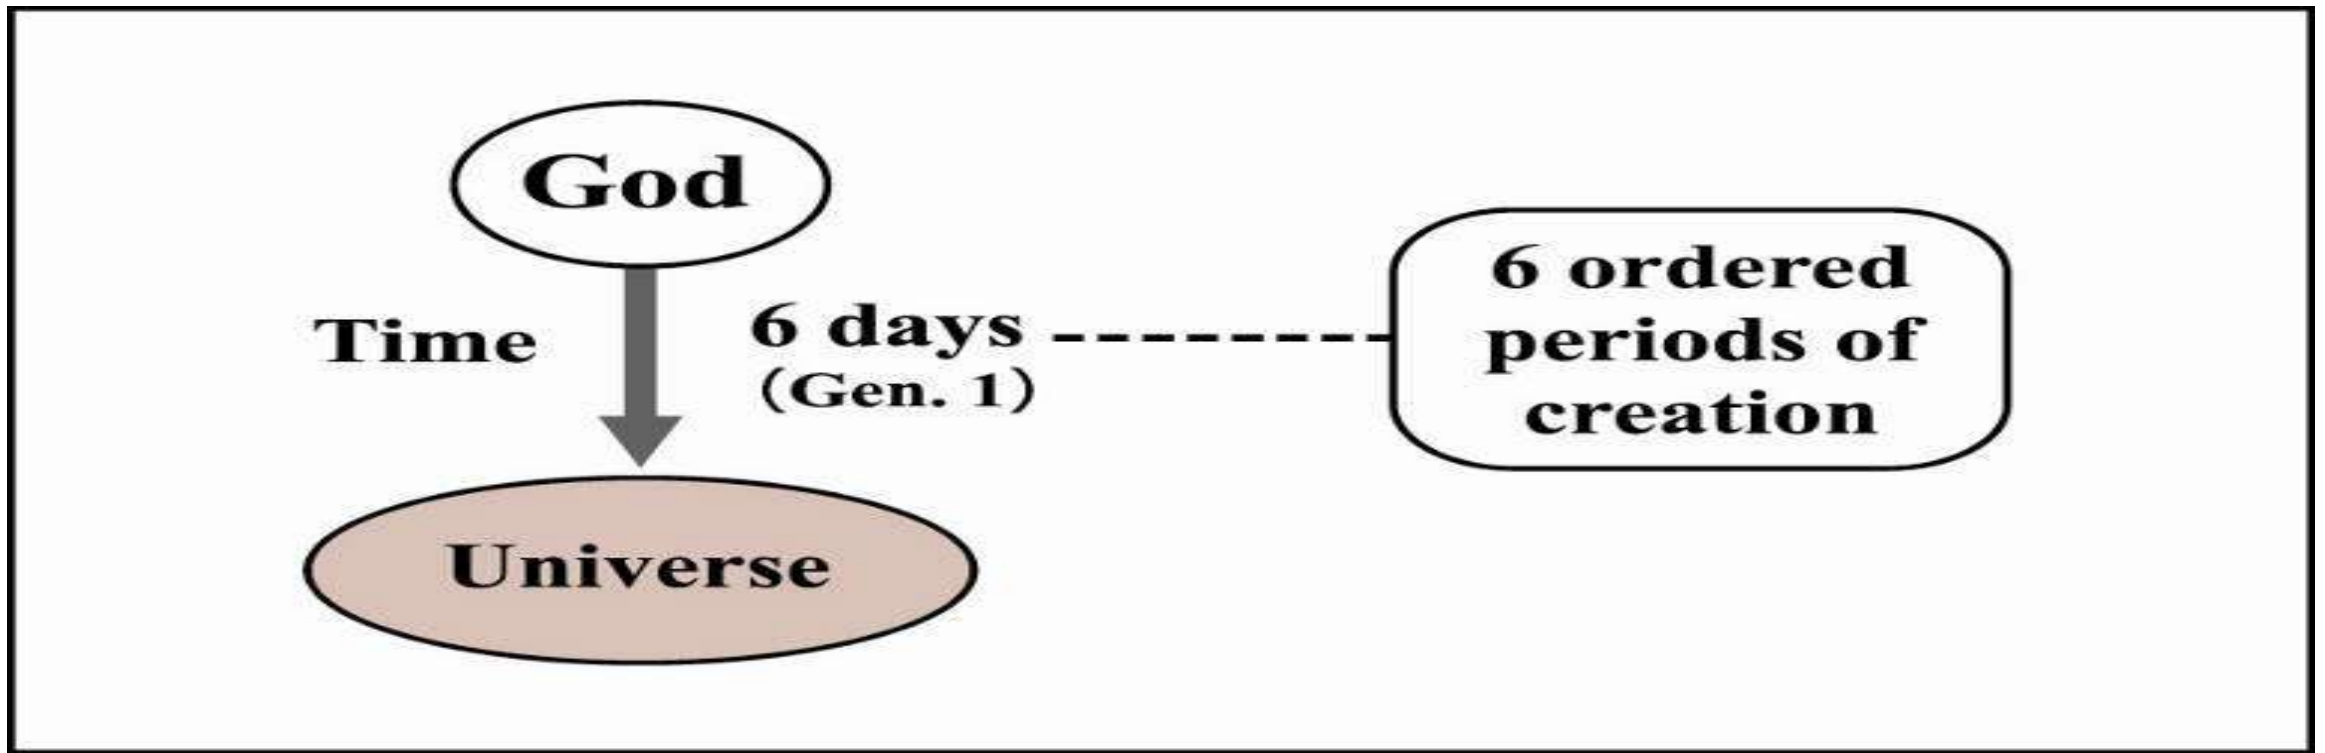 God
Time
6 days
(Gen. 1)
6 ordered
periods of
creation
Universe